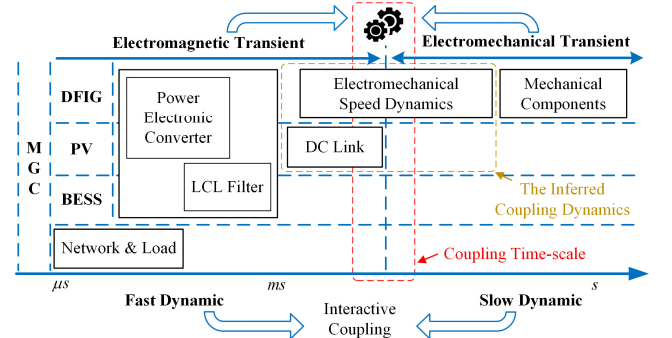 Electromagnetic Transient
Electromechanical Transient
DFIG
Power
Electronic
Converter
Electromechanical
Speed Dynamics
Mechanical
Components
M
G
C
PV
DC Link
BESS
LCL Filter
The Inferred
Coupling Dynamics
Network & Load
Coupling Time-scale
μs
ms
s
Fast Dynamic
Interactive
Coupling
Slow Dynamic